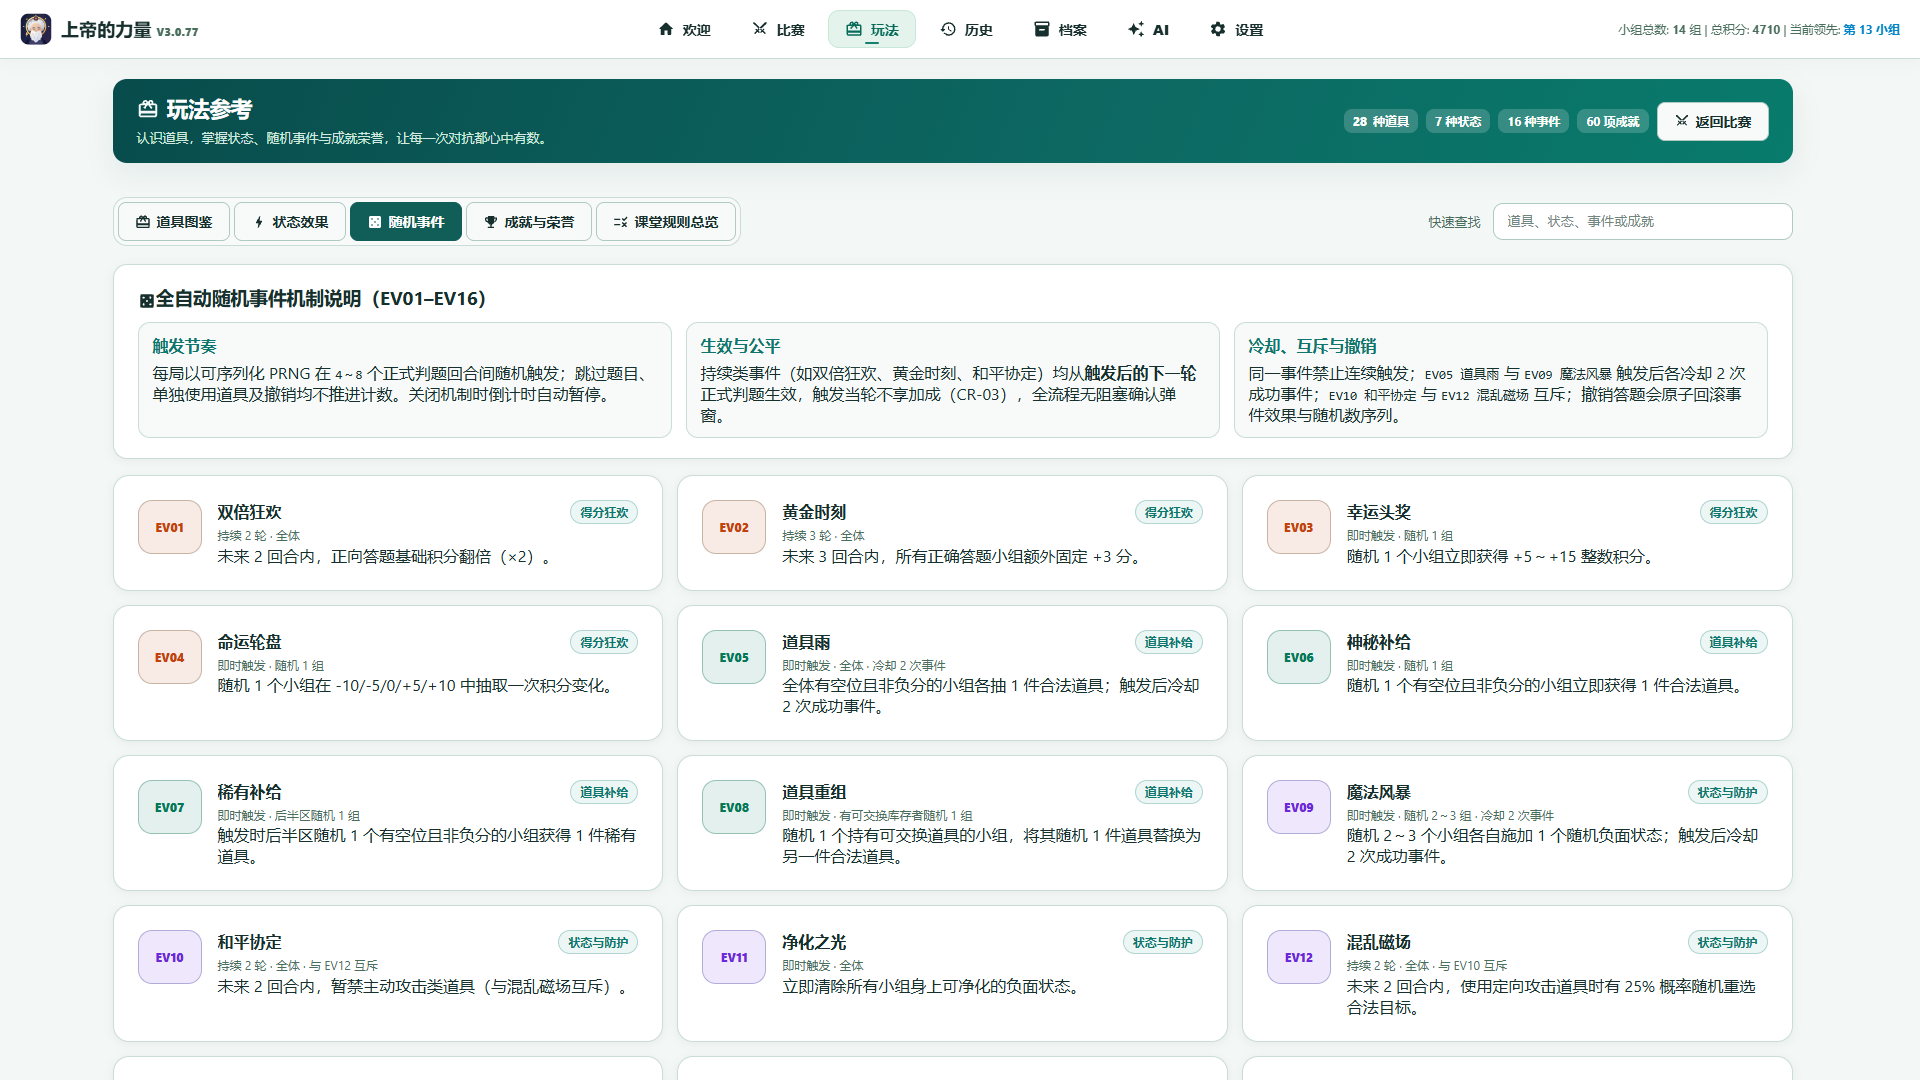 上帝的力量 V3.0.77
欢迎
比赛
玩法
历史
档案
AI
设置
小组总数: 14 组 | 总积分: 4710 | 当前领先: 第 13 小组
玩法参考
认识道具，掌握状态、随机事件与成就荣誉，让每一次对抗都心中有数。
28 种道具
7 种状态
16 种事件
60 项成就
返回比赛
道具图鉴
状态效果
随机事件
成就与荣誉
课堂规则总览
快速查找
道具、状态、事件或成就
全自动随机事件机制说明（EV01–EV16）
触发节奏
每局以可序列化 PRNG 在 4~8 个正式判题回合间随机触发；跳过题目、
单独使用道具及撤销均不推进计数。关闭机制时倒计时自动暂停。
生效与公平
持续类事件（如双倍狂欢、黄金时刻、和平协定）均从触发后的下一轮
正式判题生效，触发当轮不享加成（CR-03），全流程无阻塞确认弹
窗。
冷却、互斥与撤销
同一事件禁止连续触发；EV05 道具雨 与 EV09 魔法风暴 触发后各冷却 2 次
成功事件；EV10 和平协定 与 EV12 混乱磁场 互斥；撤销答题会原子回滚事
件效果与随机数序列。
EV01
双倍狂欢
得分狂欢
持续 2 轮 · 全体
未来 2 回合内，正向答题基础积分翻倍（×2）。
EV02
黄金时刻
得分狂欢
持续 3 轮 · 全体
未来 3 回合内，所有正确答题小组额外固定 +3 分。
EV03
幸运头奖
得分狂欢
即时触发 · 随机 1 组
随机 1 个小组立即获得 +5 ~ +15 整数积分。
EV04
命运轮盘
得分狂欢
即时触发 · 随机 1 组
随机 1 个小组在 -10/-5/0/+5/+10 中抽取一次积分变化。
EV05
道具雨
道具补给
即时触发 · 全体 · 冷却 2 次事件
全体有空位且非负分的小组各抽 1 件合法道具；触发后冷却
2 次成功事件。
EV06
神秘补给
道具补给
即时触发 · 随机 1 组
随机 1 个有空位且非负分的小组立即获得 1 件合法道具。
EV07
稀有补给
道具补给
即时触发 · 后半区随机 1 组
触发时后半区随机 1 个有空位且非负分的小组获得 1 件稀有
道具。
EV08
道具重组
道具补给
即时触发 · 有可交换库存者随机 1 组
随机 1 个持有可交换道具的小组，将其随机 1 件道具替换为
另一件合法道具。
EV09
魔法风暴
状态与防护
即时触发 · 随机 2~3 组 · 冷却 2 次事件
随机 2~3 个小组各自施加 1 个随机负面状态；触发后冷却
2 次成功事件。
EV10
和平协定
状态与防护
持续 2 轮 · 全体 · 与 EV12 互斥
未来 2 回合内，暂禁主动攻击类道具（与混乱磁场互斥）。
EV11
净化之光
状态与防护
即时触发 · 全体
立即清除所有小组身上可净化的负面状态。
EV12
混乱磁场
状态与防护
持续 2 轮 · 全体 · 与 EV10 互斥
未来 2 回合内，使用定向攻击道具时有 25% 概率随机重选
合法目标。